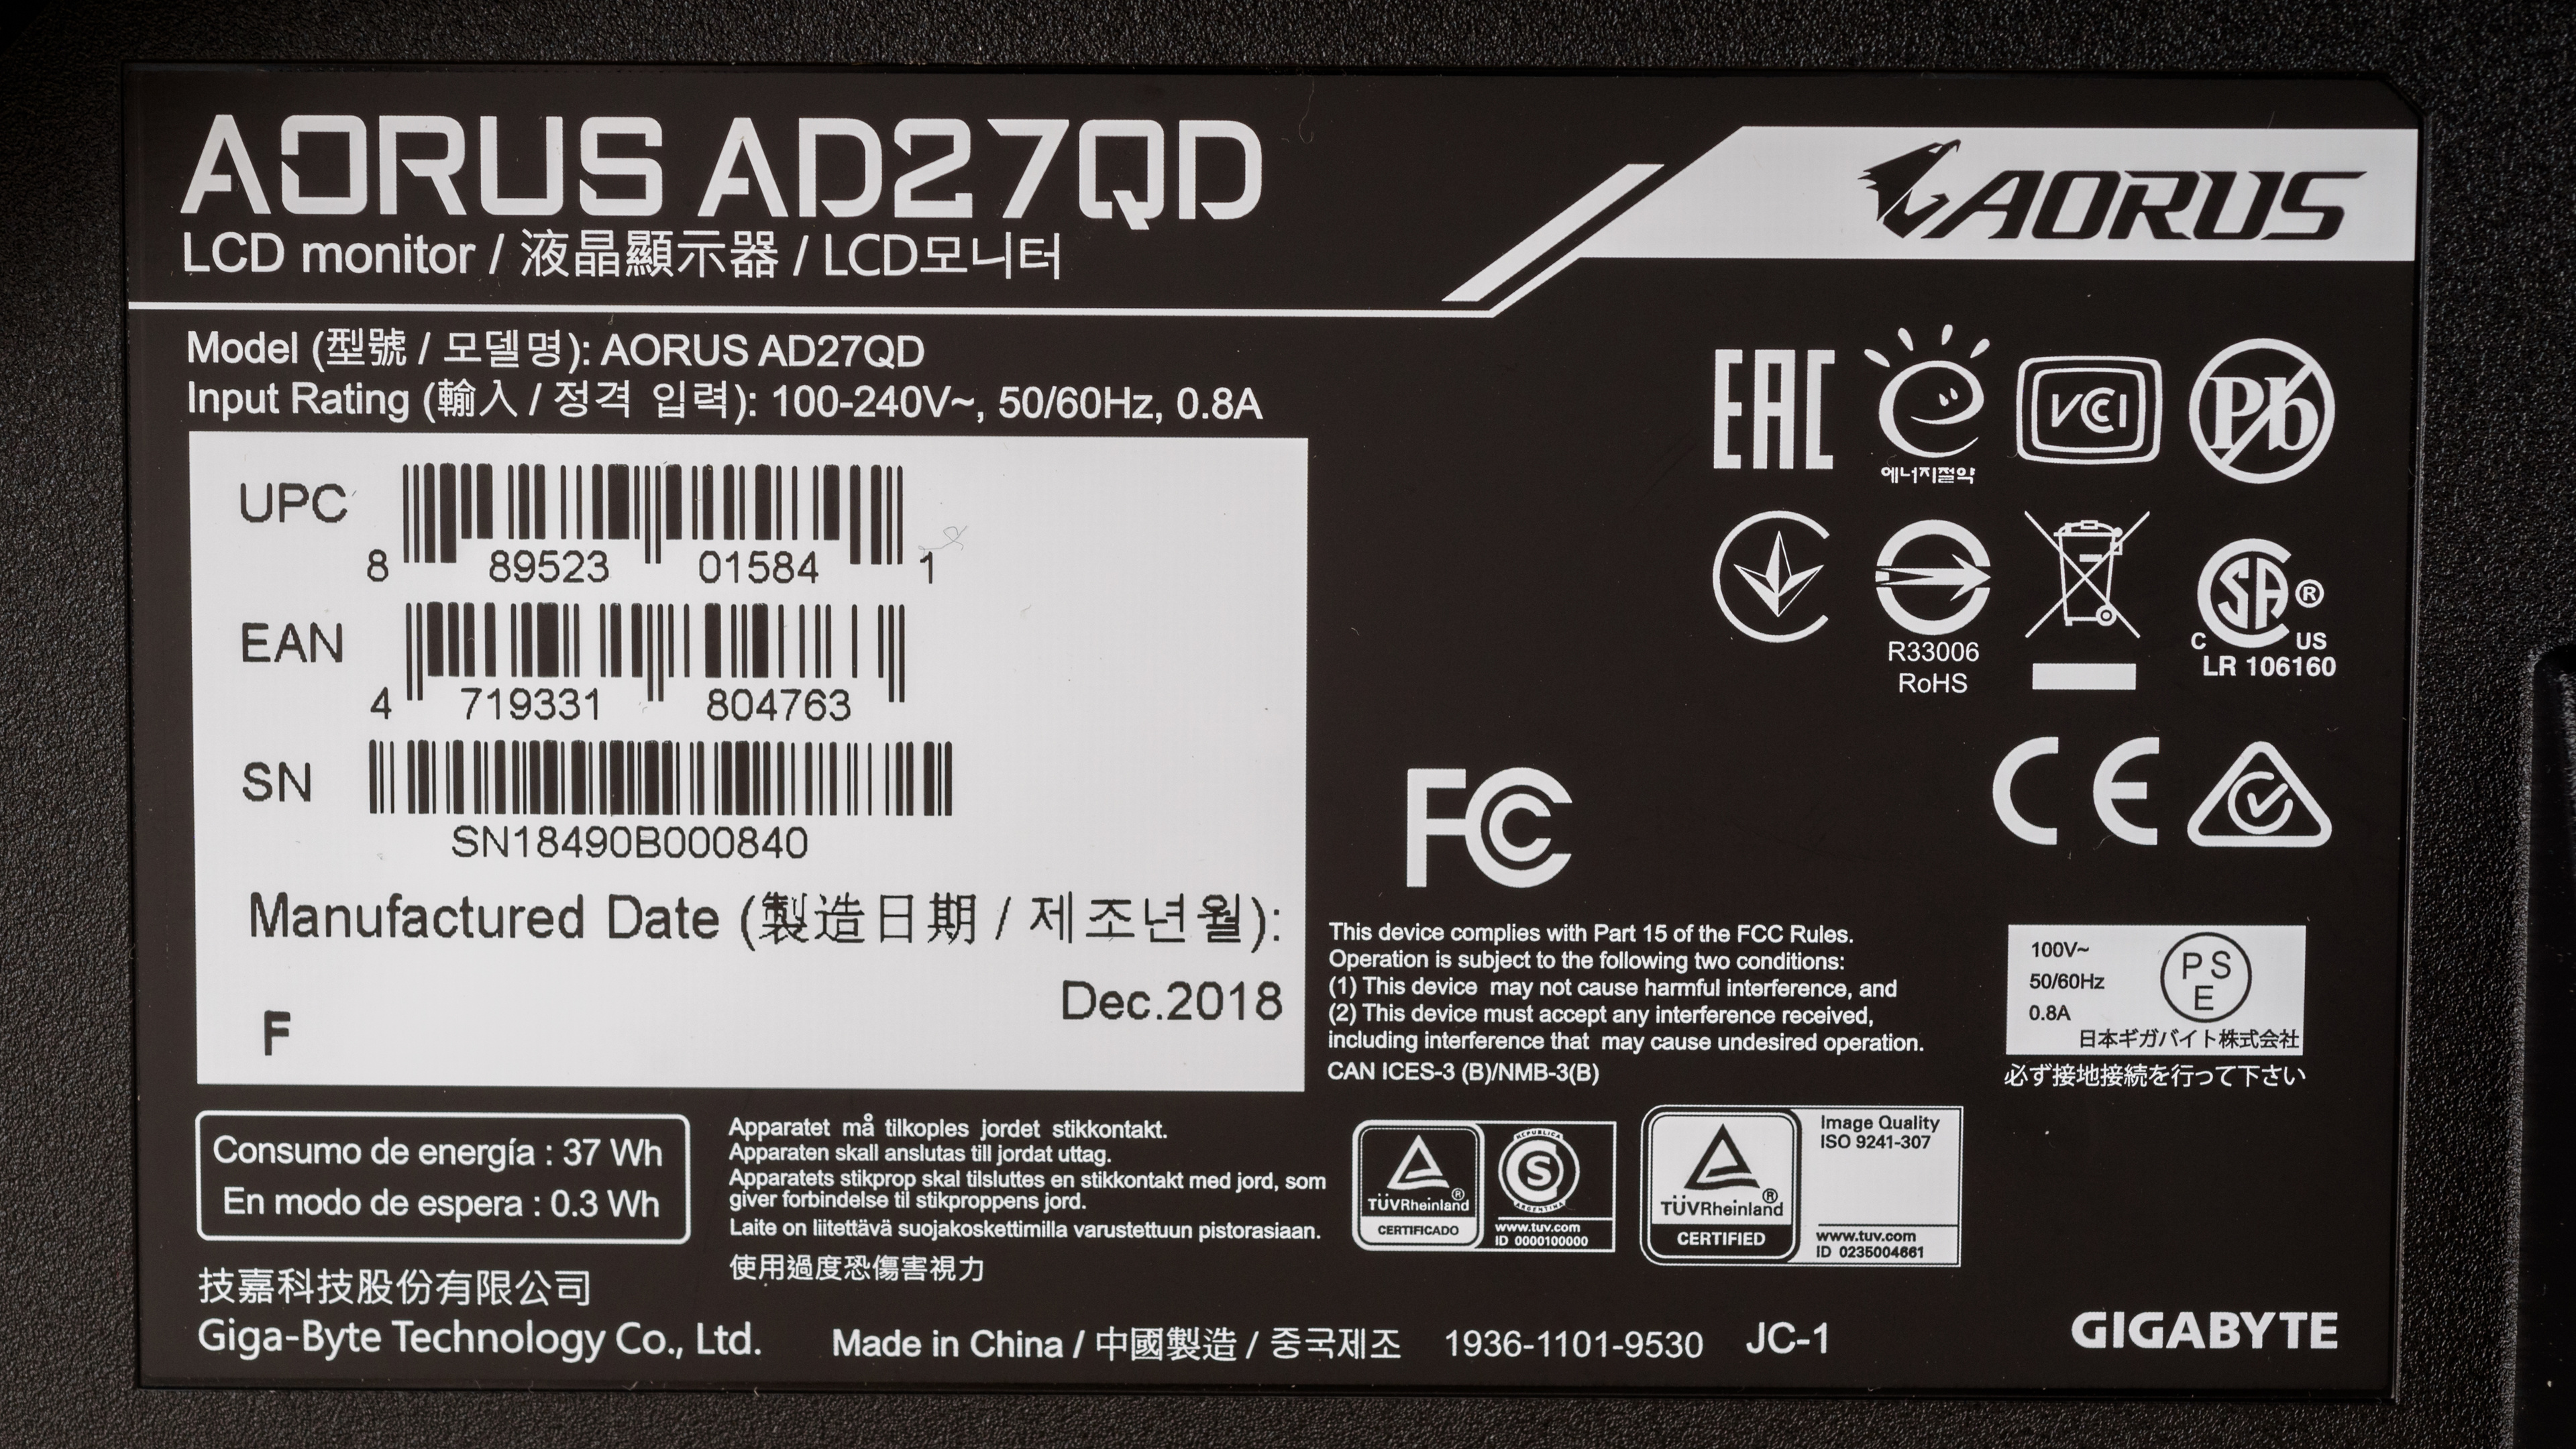 AORUS AD27QD
LCD monitor / 液晶顯示器 / LCD모니터
AORUS
Model (型號 / 모델명): AORUS AD27QD
Input Rating (輸入 / 정격 입력): 100-240V~, 50/60Hz, 0.8A
UPC
8 89523 01584 1
EAN
4 719331 804763
SN
SN18490B000840
Manufactured Date (製造日期 / 제조년월):
Dec.2018
F
EAC
에너지절약
VCCI
Pb
R33006
RoHS
SA ®
C US
LR 106160
FC
CE
This device complies with Part 15 of the FCC Rules.
Operation is subject to the following two conditions:
(1) This device may not cause harmful interference, and
(2) This device must accept any interference received,
including interference that may cause undesired operation.
CAN ICES-3 (B)/NMB-3(B)
100V~
50/60Hz
0.8A
PS
E
日本ギガバイト株式会社
必ず接地接続を行って下さい
Consumo de energía : 37 Wh
En modo de espera : 0.3 Wh
Apparatet må tilkoples jordet stikkontakt.
Apparaten skall anslutas till jordat uttag.
Apparatets stikprop skal tilsluttes en stikkontakt med jord, som
giver forbindelse til stikproppens jord.
Laite on liitettävä suojakoskettimilla varustettuun pistorasiaan.
使用過度恐傷害視力
TÜVRheinland®
CERTIFICADO
REPUBLICA
S
ARGENTINA
www.tuv.com
ID 0000100000
TÜVRheinland®
CERTIFIED
Image Quality
ISO 9241-307
www.tuv.com
ID 0235004661
技嘉科技股份有限公司
Giga-Byte Technology Co., Ltd.
Made in China / 中國製造 / 중국제조 1936-1101-9530 JC-1
GIGABYTE